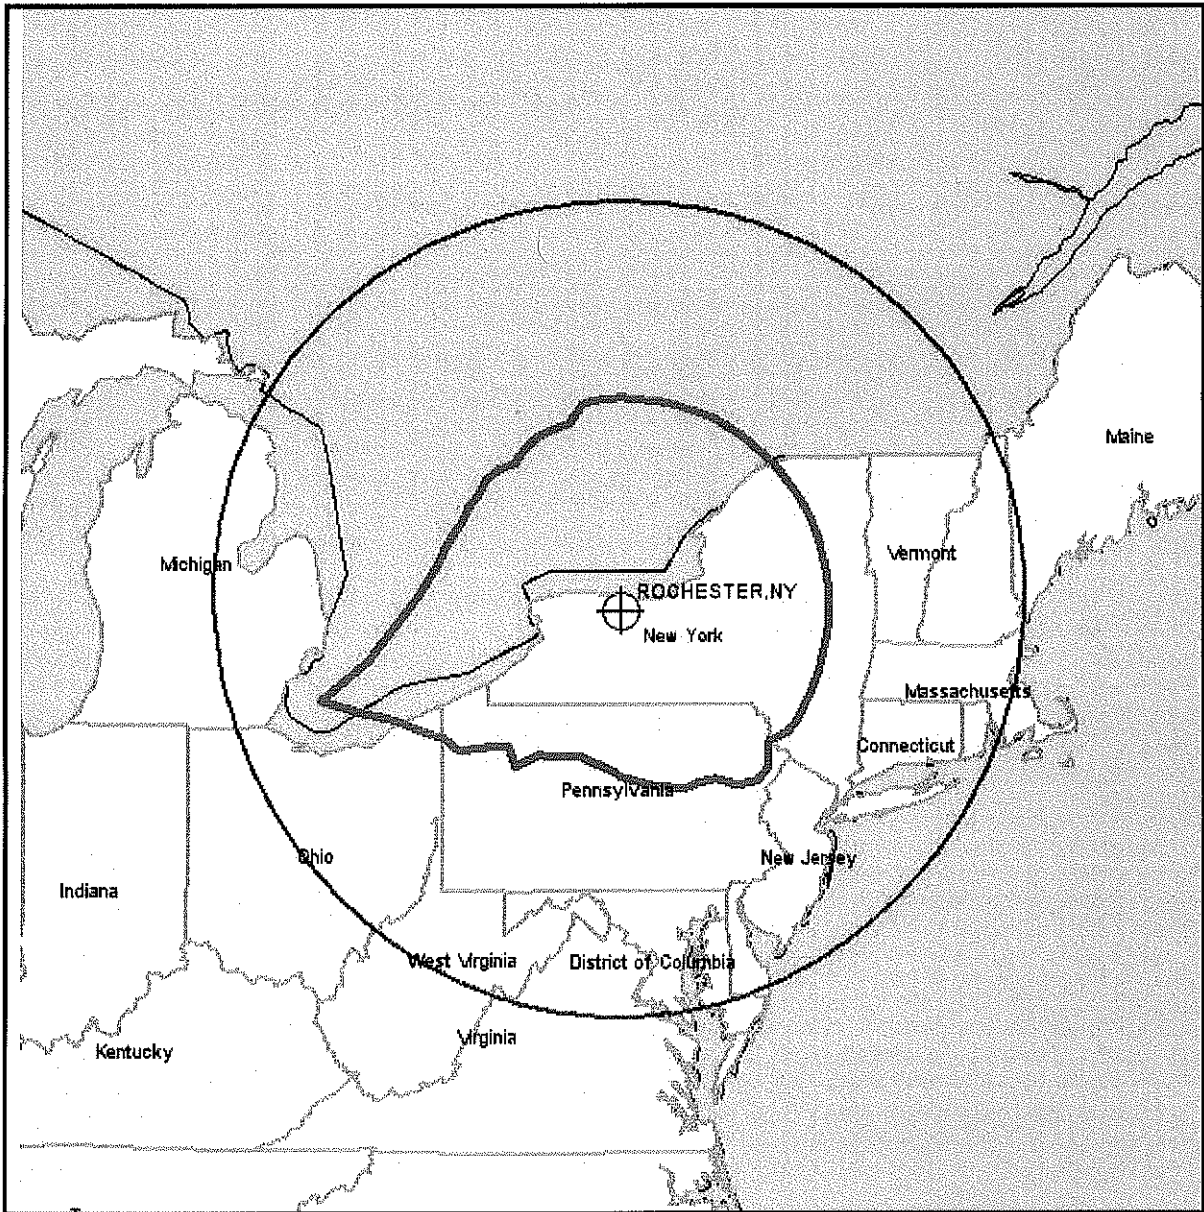 Maine
Michigan
Vermont
ROCHESTER,NY
New York
Massachusetts
Connecticut
Pennsylvania
Ohio
New Jersey
Indiana
West Virginia
District of Columbia
Virginia
Kentucky